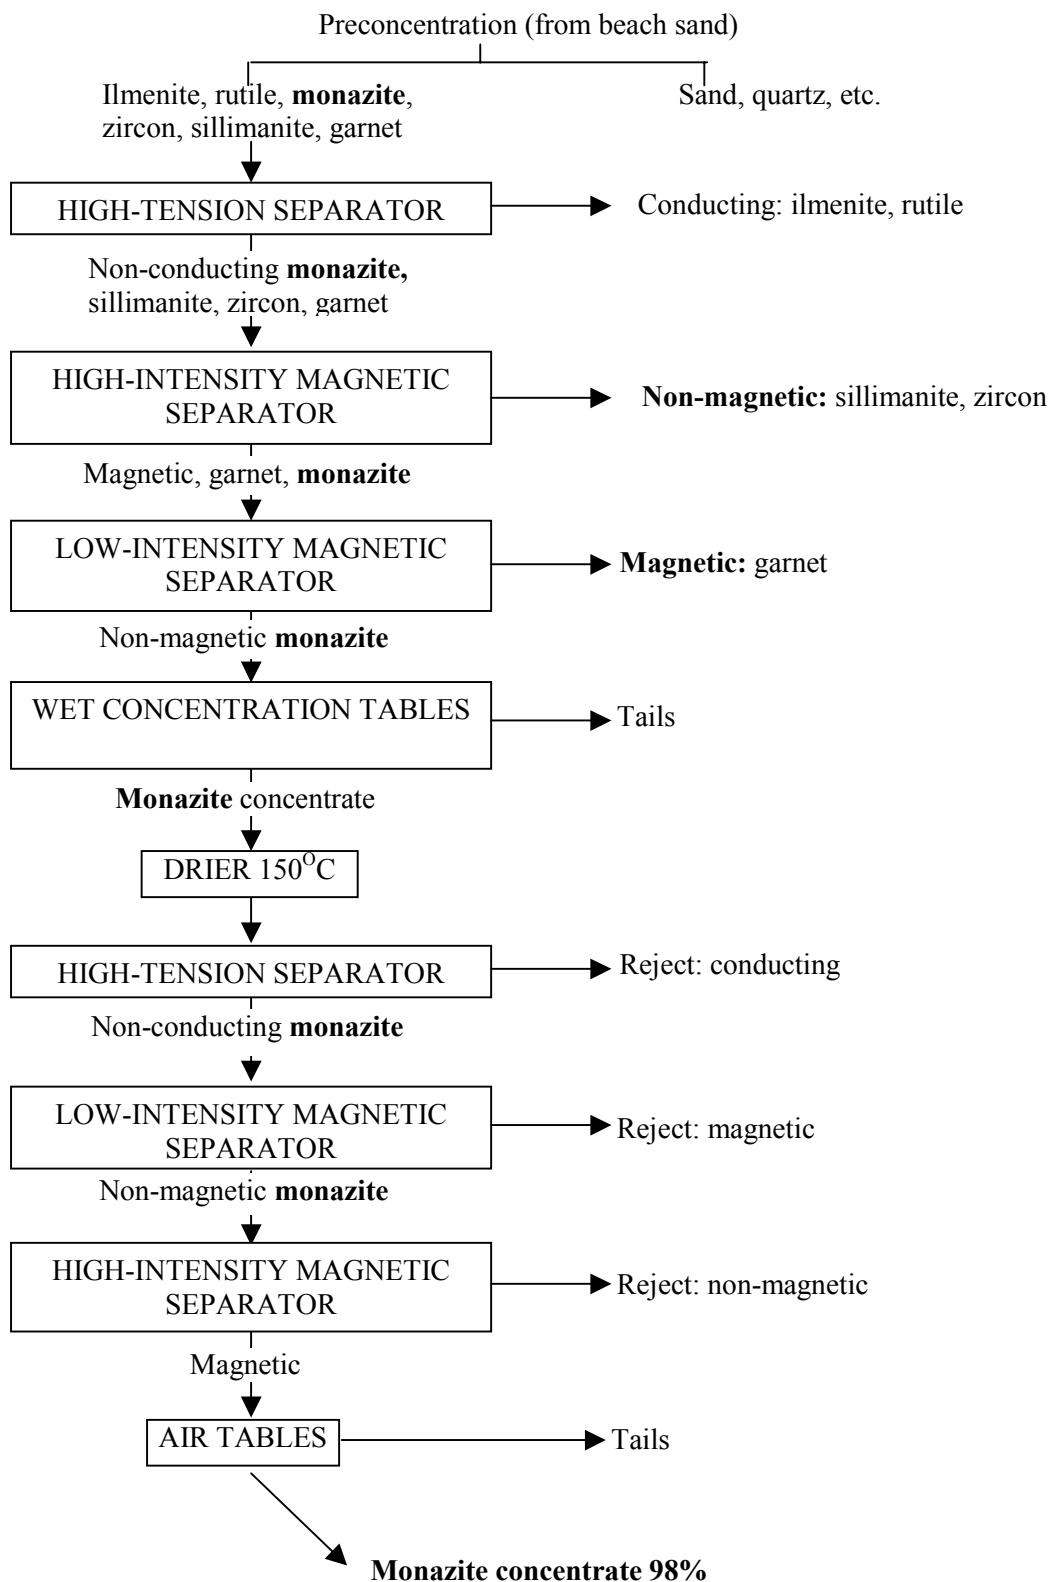 Preconcentration (from beach sand)
Ilmenite, rutile, monazite,
zircon, sillimanite, garnet
Sand, quartz, etc.
HIGH-TENSION SEPARATOR
Conducting: ilmenite, rutile
Non-conducting monazite,
sillimanite, zircon, garnet
HIGH-INTENSITY MAGNETIC
SEPARATOR
Non-magnetic: sillimanite, zircon
Magnetic, garnet, monazite
LOW-INTENSITY MAGNETIC
SEPARATOR
Magnetic: garnet
Non-magnetic monazite
WET CONCENTRATION TABLES
Tails
Monazite concentrate
DRIER 150ᴼC
HIGH-TENSION SEPARATOR
Reject: conducting
Non-conducting monazite
LOW-INTENSITY MAGNETIC
SEPARATOR
Reject: magnetic
Non-magnetic monazite
HIGH-INTENSITY MAGNETIC
SEPARATOR
Reject: non-magnetic
Magnetic
AIR TABLES
Tails
Monazite concentrate 98%